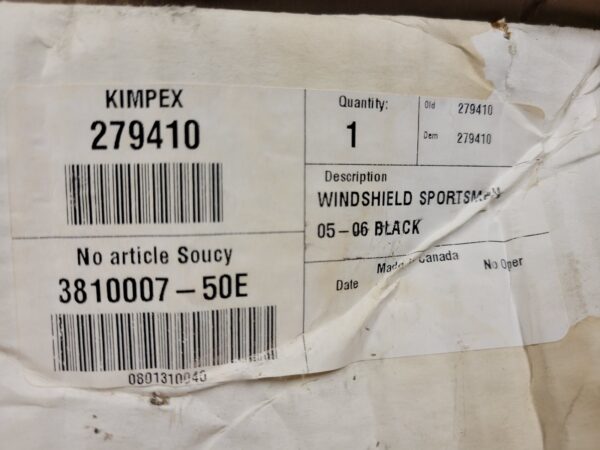 KIMPEX
279410
No article Soucy
3810007-50E
0801310040
Quantity:
1
Old 279410
Dem 279410
Description
WINDSHIELD SPORTSMAN
05-06 BLACK
Made in Canada
Date
No Oper